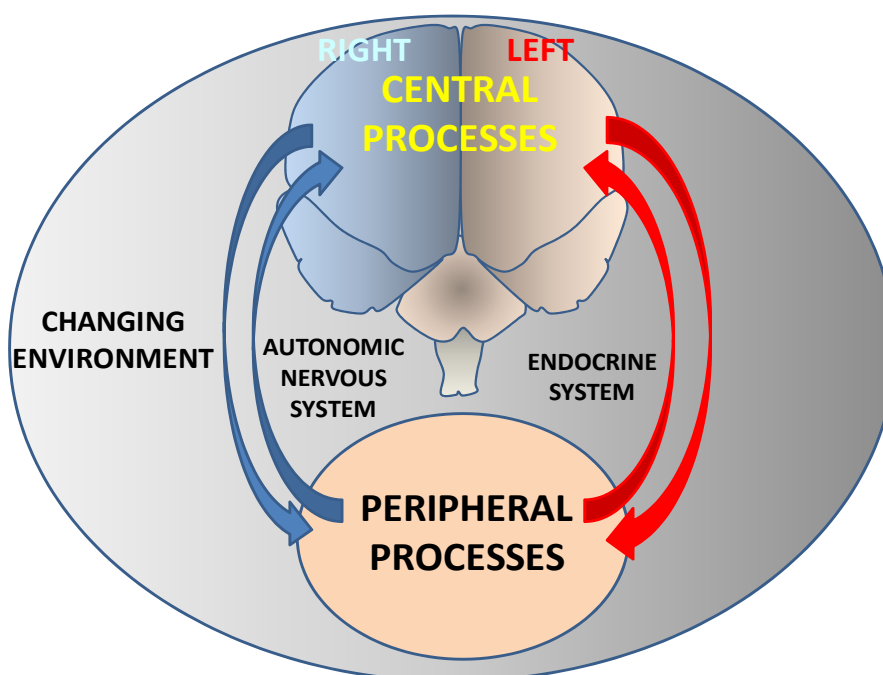 RIGHT
LEFT
CENTRAL
PROCESSES
CHANGING
ENVIRONMENT
AUTONOMIC
NERVOUS
SYSTEM
ENDOCRINE
SYSTEM
PERIPHERAL
PROCESSES